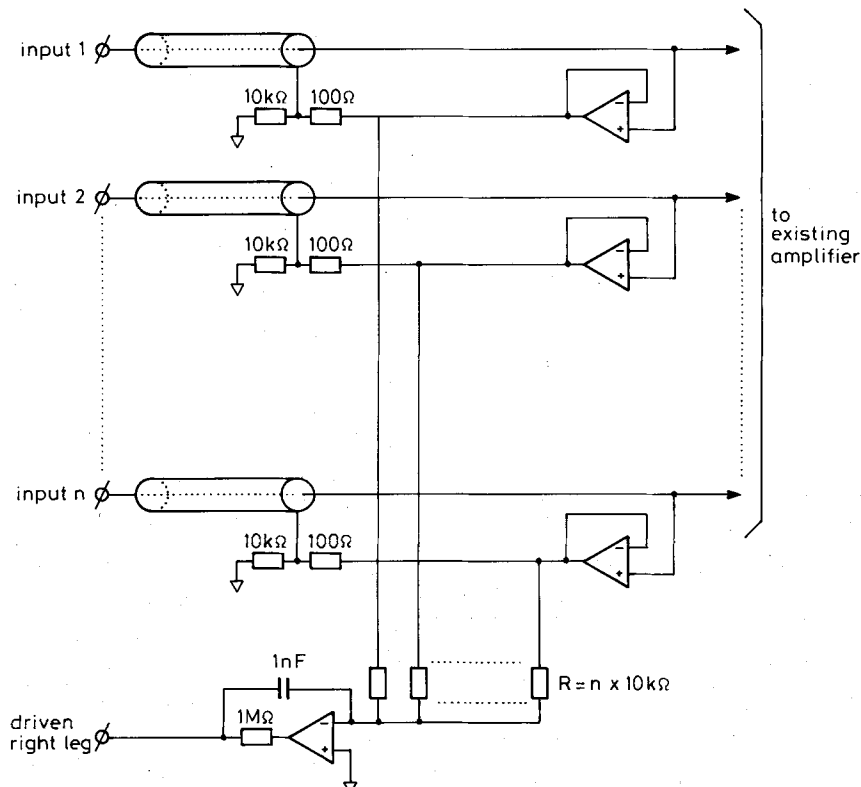 input 1
10kΩ 100Ω
input 2
10kΩ 100Ω
to
existing
amplifier
input n
10kΩ 100Ω
1nF
R=n x 10kΩ
driven
right leg
1MΩ
- +
- +
- +
- +